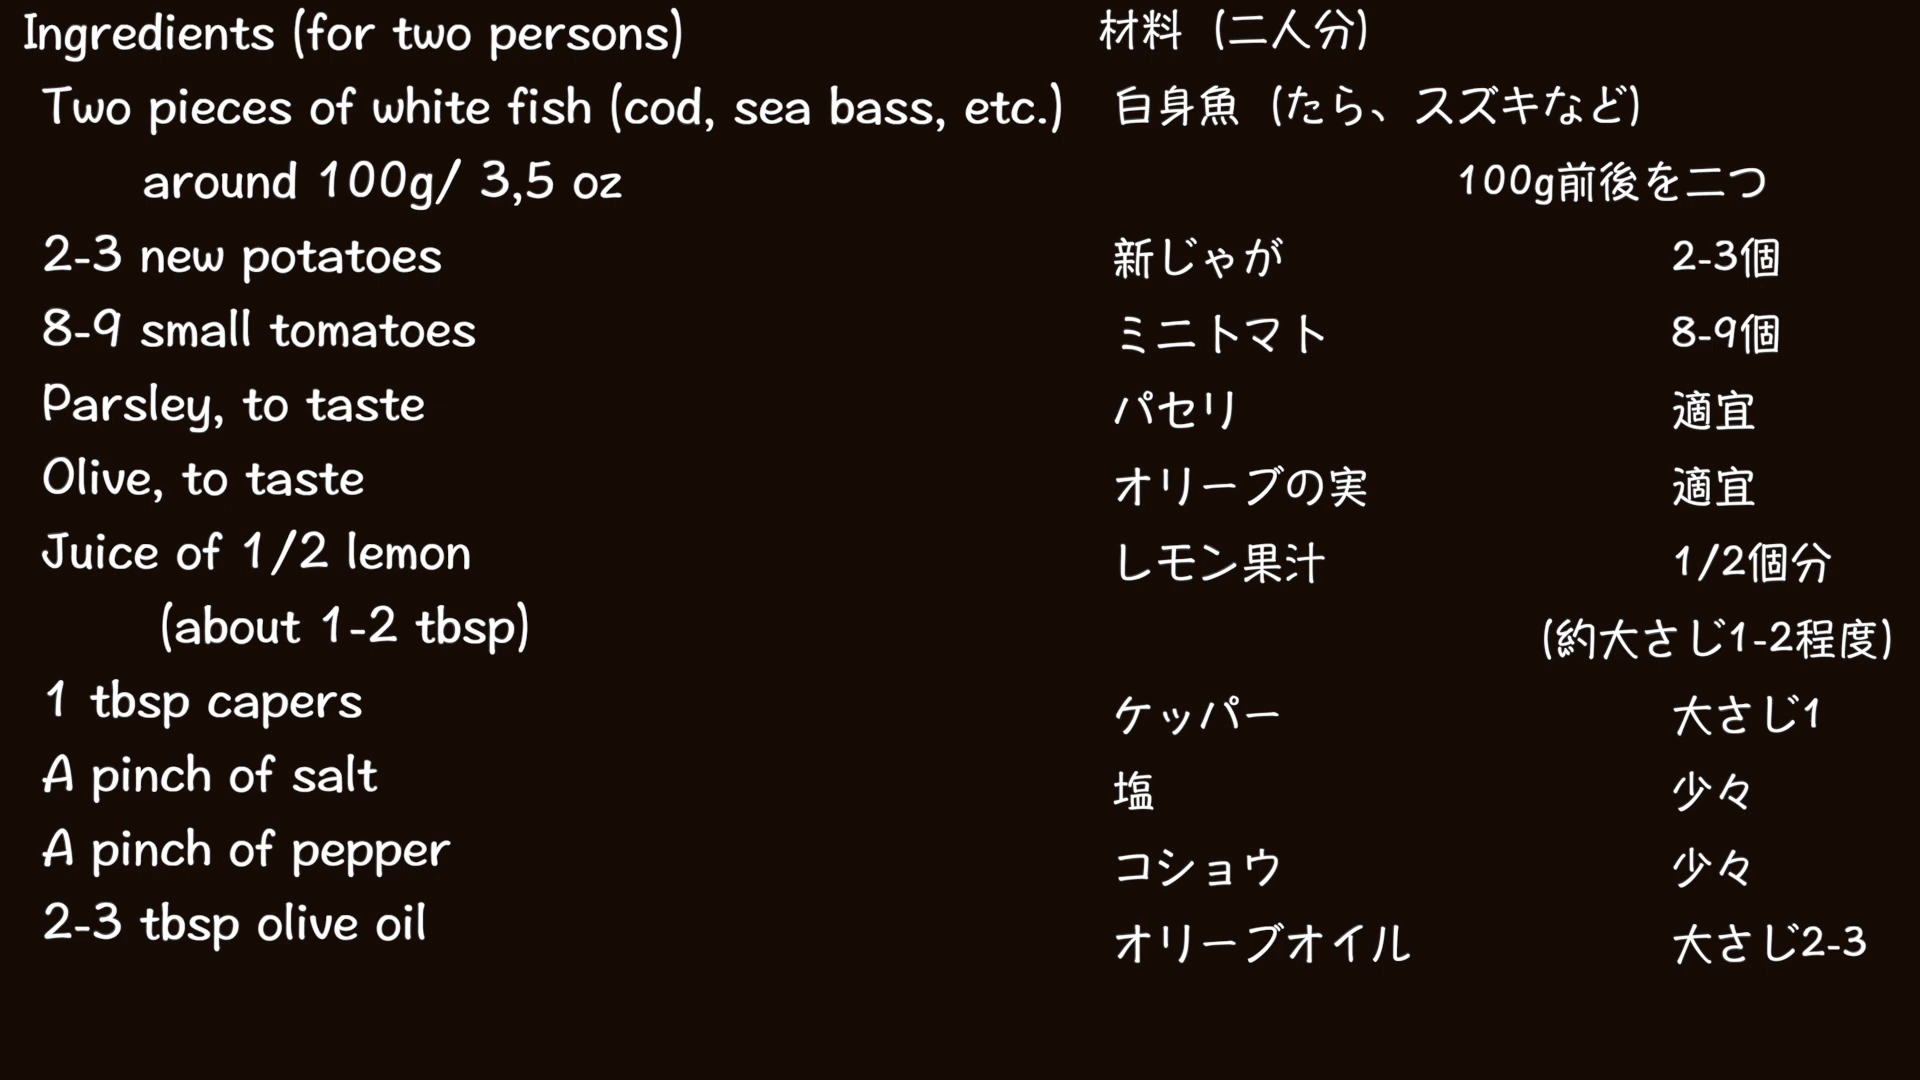 Ingredients (for two persons)
Two pieces of white fish (cod, sea bass, etc.)
around 100g/ 3,5 oz
2-3 new potatoes
8-9 small tomatoes
Parsley, to taste
Olive, to taste
Juice of 1/2 lemon
(about 1-2 tbsp)
1 tbsp capers
A pinch of salt
A pinch of pepper
2-3 tbsp olive oil
材料（二人分）
白身魚（たら、スズキなど）
100g前後を二つ
新じゃが 2-3個
ミニトマト 8-9個
パセリ 適宜
オリーブの実 適宜
レモン果汁 1/2個分
（約大さじ1-2程度）
ケッパー 大さじ1
塩 少々
コショウ 少々
オリーブオイル 大さじ2-3